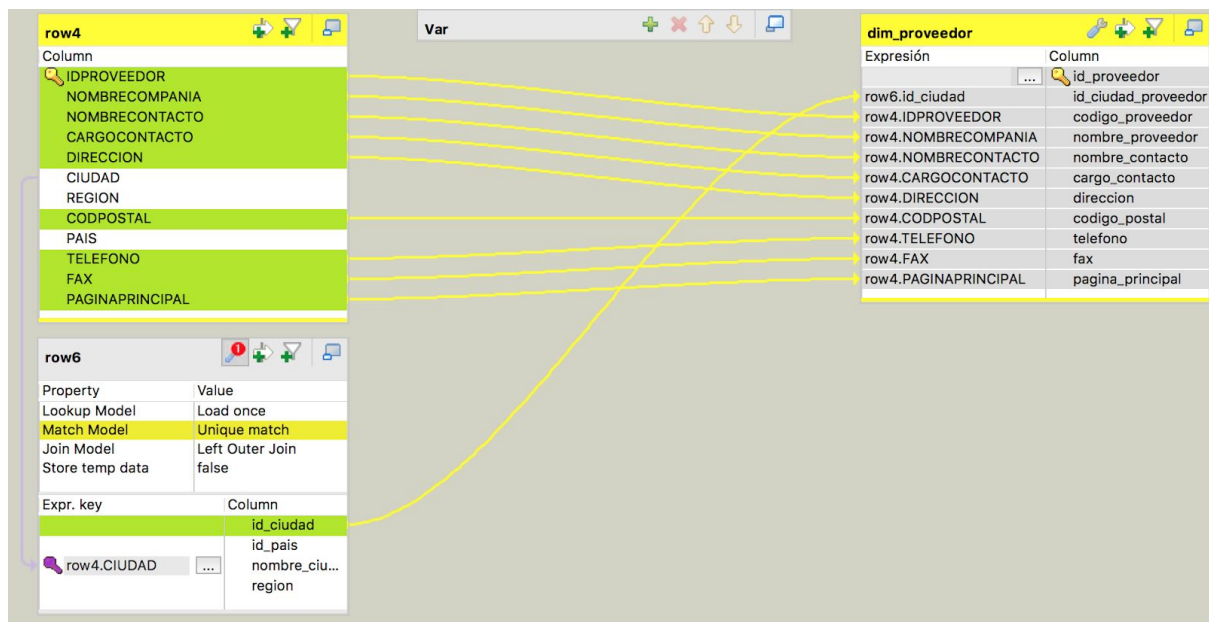 row4
Column
IDPROVEEDOR
NOMBRECOMPANIA
NOMBRECONTACTO
CARGOCONTACTO
DIRECCION
CIUDAD
REGION
CODPOSTAL
PAIS
TELEFONO
FAX
PAGINAPRINCIPAL
row6
1
Property Value
Lookup Model Load once
Match Model Unique match
Join Model Left Outer Join
Store temp data false
Expr. key Column
id_ciudad
id_pais
row4.CIUDAD ... nombre_ciu...
region
Var
dim_proveedor
Expresión Column
... id_proveedor
row6.id_ciudad id_ciudad_proveedor
row4.IDPROVEEDOR codigo_proveedor
row4.NOMBRECOMPANIA nombre_proveedor
row4.NOMBRECONTACTO nombre_contacto
row4.CARGOCONTACTO cargo_contacto
row4.DIRECCION direccion
row4.CODPOSTAL codigo_postal
row4.TELEFONO telefono
row4.FAX fax
row4.PAGINAPRINCIPAL pagina_principal